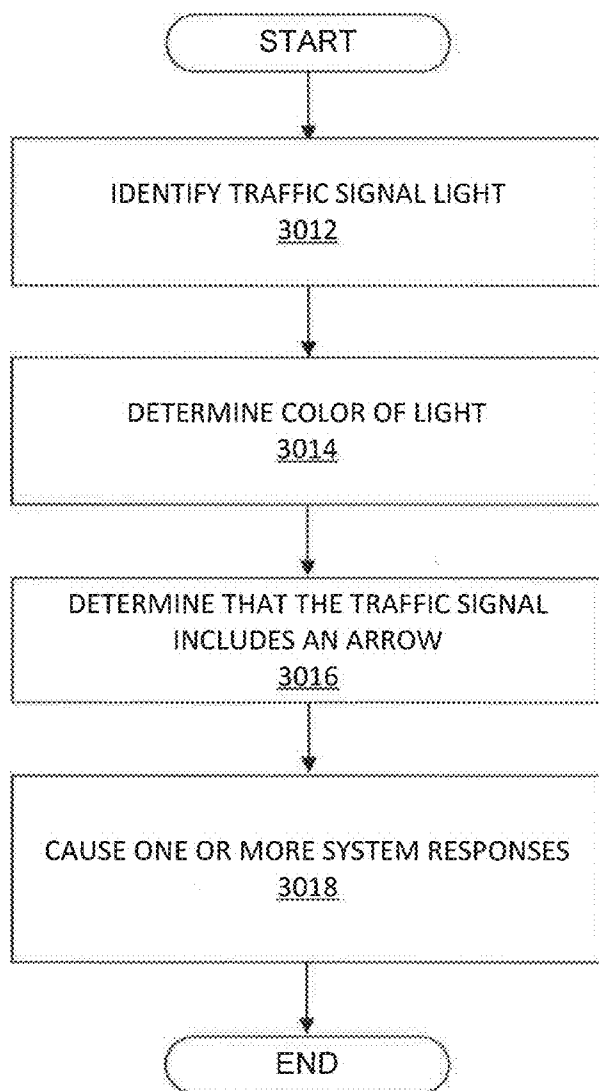 START
IDENTIFY TRAFFIC SIGNAL LIGHT
3012
DETERMINE COLOR OF LIGHT
3014
DETERMINE THAT THE TRAFFIC SIGNAL
INCLUDES AN ARROW
3016
CAUSE ONE OR MORE SYSTEM RESPONSES
3018
END